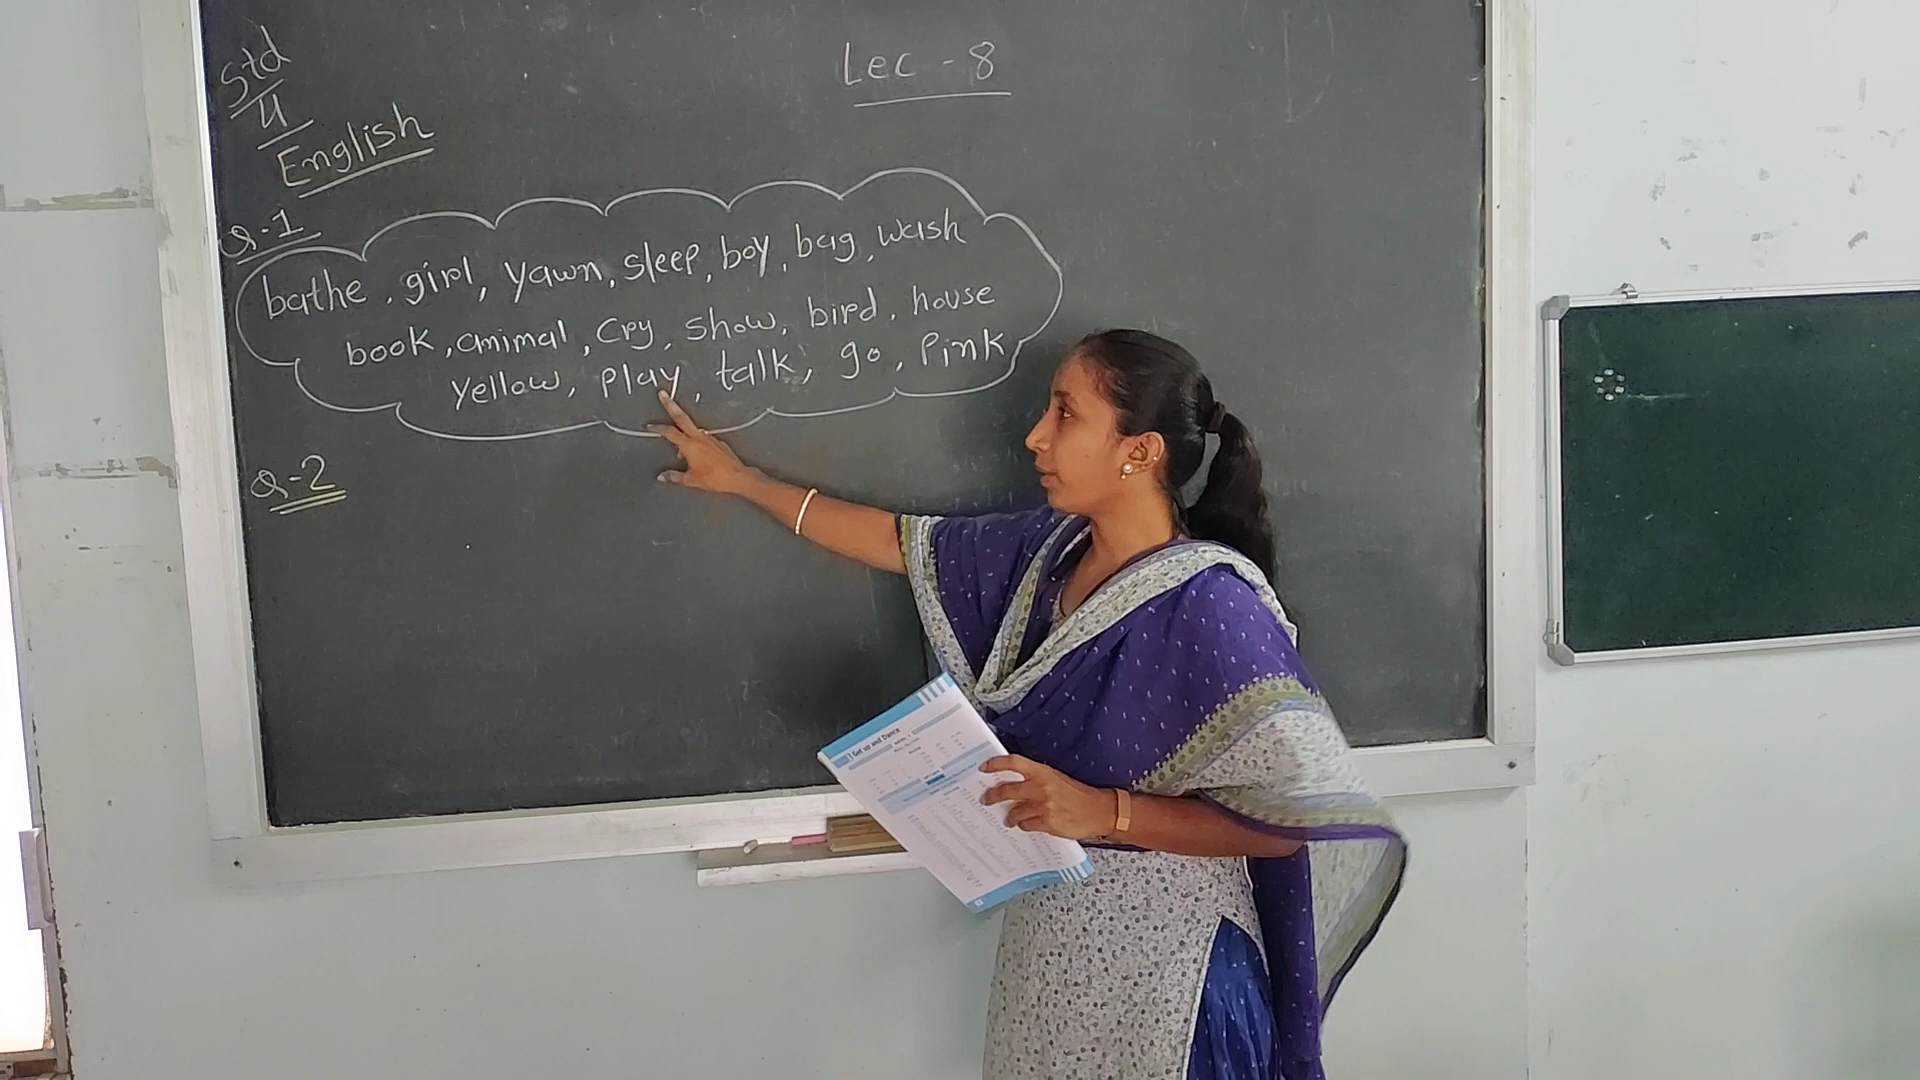 Std
4
English
Lec - 8
Q-1
bathe, girl, yawn, sleep, boy, bag, wash
book, animal, cry, show, bird, house
yellow, play, talk, go, pink
Q-2
Get up and Dance